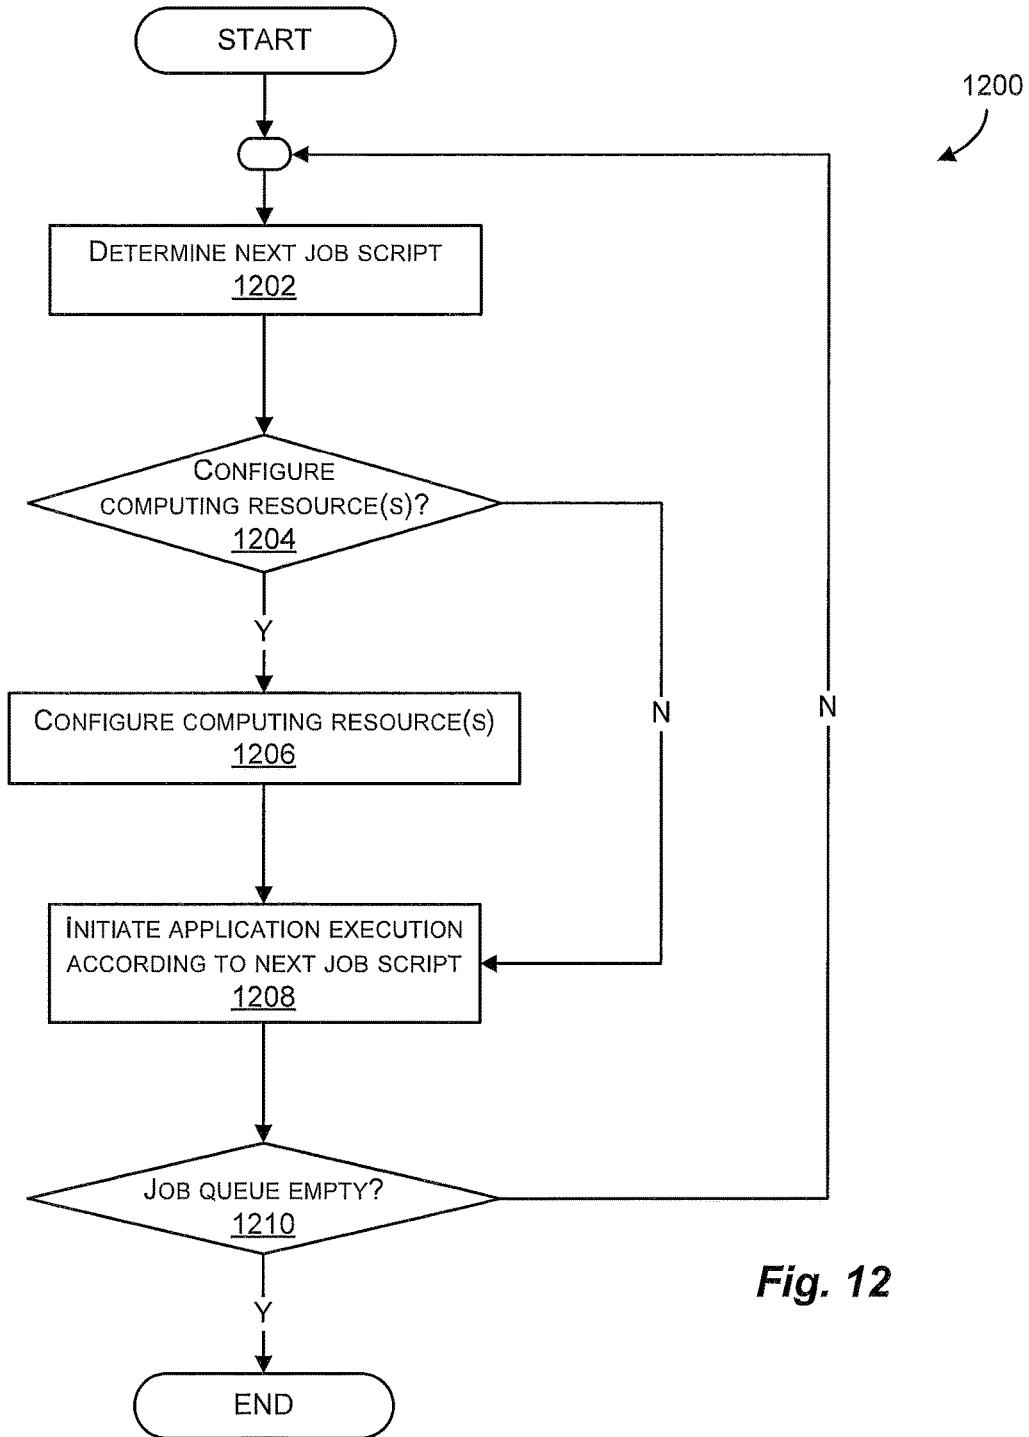 START
1200
DETERMINE NEXT JOB SCRIPT
1202
CONFIGURE
COMPUTING RESOURCE(S)?
1204
Y
CONFIGURE COMPUTING RESOURCE(S)
1206
N
N
INITIATE APPLICATION EXECUTION
ACCORDING TO NEXT JOB SCRIPT
1208
JOB QUEUE EMPTY?
1210
Fig. 12
Y
END